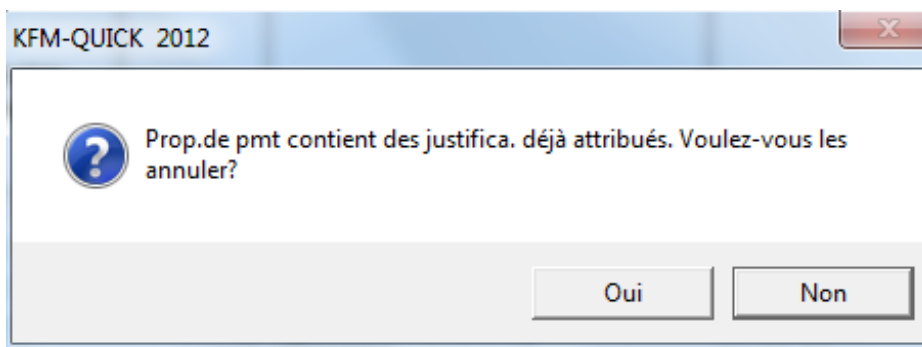 KFM-QUICK 2012
Prop.de pmt contient des justifica. déjà attribués. Voulez-vous les
annuler?
Oui
Non